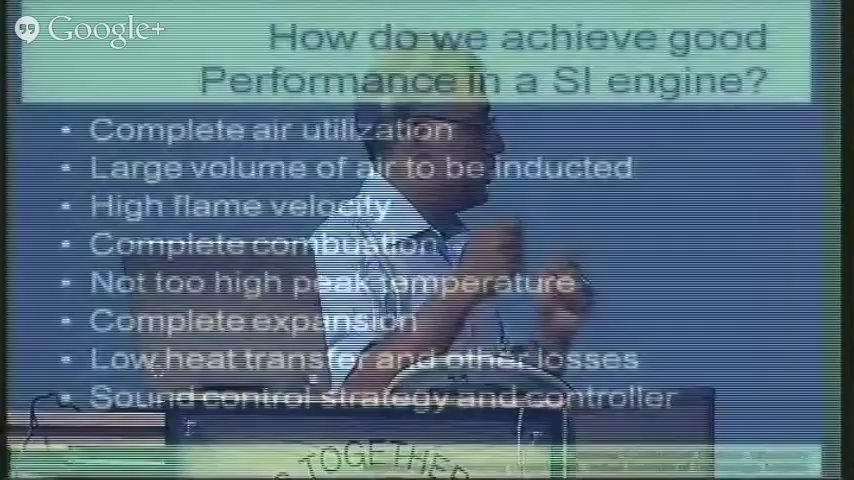 Google+
How do we achieve good
Performance in a SI engine?
• Complete air utilization
• Large volume of air to be inducted
• High flame velocity
• Complete combustion
• Not too high peak temperature
• Complete expansion
• Low heat transfer and other losses
• Sound control strategy and controller
TOGETHER